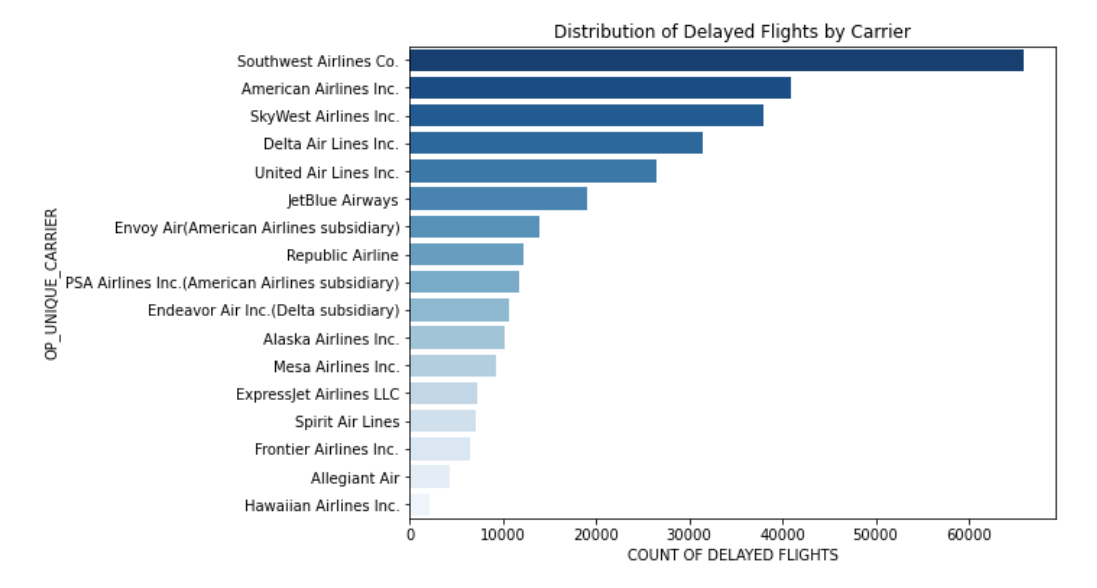 Distribution of Delayed Flights by Carrier
OP_UNIQUE_CARRIER
Southwest Airlines Co.
American Airlines Inc.
SkyWest Airlines Inc.
Delta Air Lines Inc.
United Air Lines Inc.
JetBlue Airways
Envoy Air(American Airlines subsidiary)
Republic Airline
PSA Airlines Inc.(American Airlines subsidiary)
Endeavor Air Inc.(Delta subsidiary)
Alaska Airlines Inc.
Mesa Airlines Inc.
ExpressJet Airlines LLC
Spirit Air Lines
Frontier Airlines Inc.
Allegiant Air
Hawaiian Airlines Inc.
0 10000 20000 30000 40000 50000 60000
COUNT OF DELAYED FLIGHTS